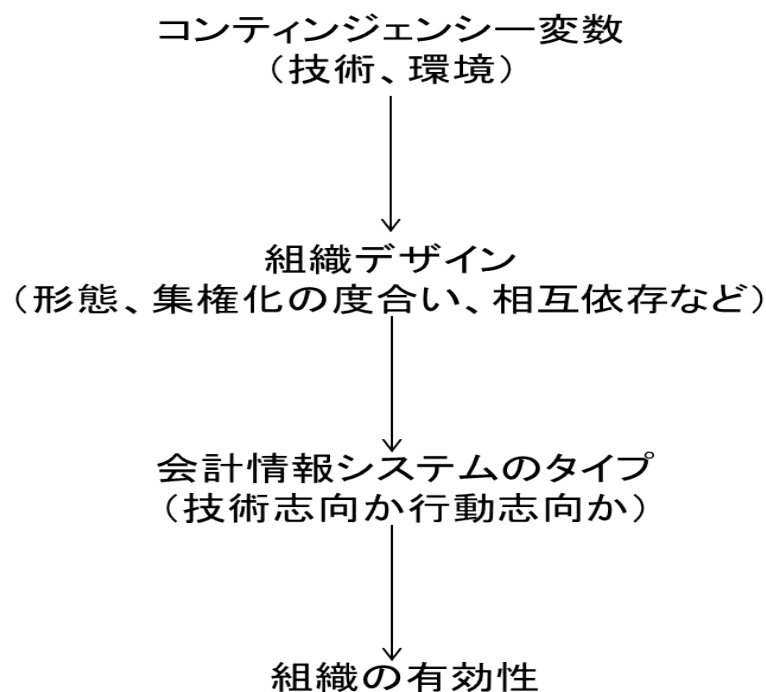 コンティンジェンシー変数
（技術、環境）
組織デザイン
（形態、集権化の度合い、相互依存など）
会計情報システムのタイプ
（技術志向か行動志向か）
組織の有効性